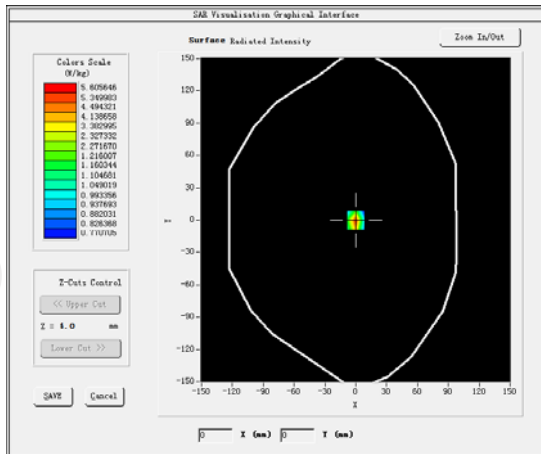 SAR Visualisation Graphical Interface
Surface Radiated Intensity
Zoom In/Out
Colors Scale
(W/kg)
5.605646
5.349983
4.494321
4.138658
3.382995
2.327332
2.271670
1.216007
1.160344
1.104681
1.049019
0.993356
0.937693
0.882031
0.826368
0.770705
150
120
90
60
30
0
-30
-60
-90
-120
-150
Y
-150 -120 -90 -60 -30 0 30 60 90 120 150
X
Z-Cuts Control
<< Upper Cut
Z = 4.0 mm
Lower Cut >>
SAVE Cancel
0 X (mm) 0 Y (mm)